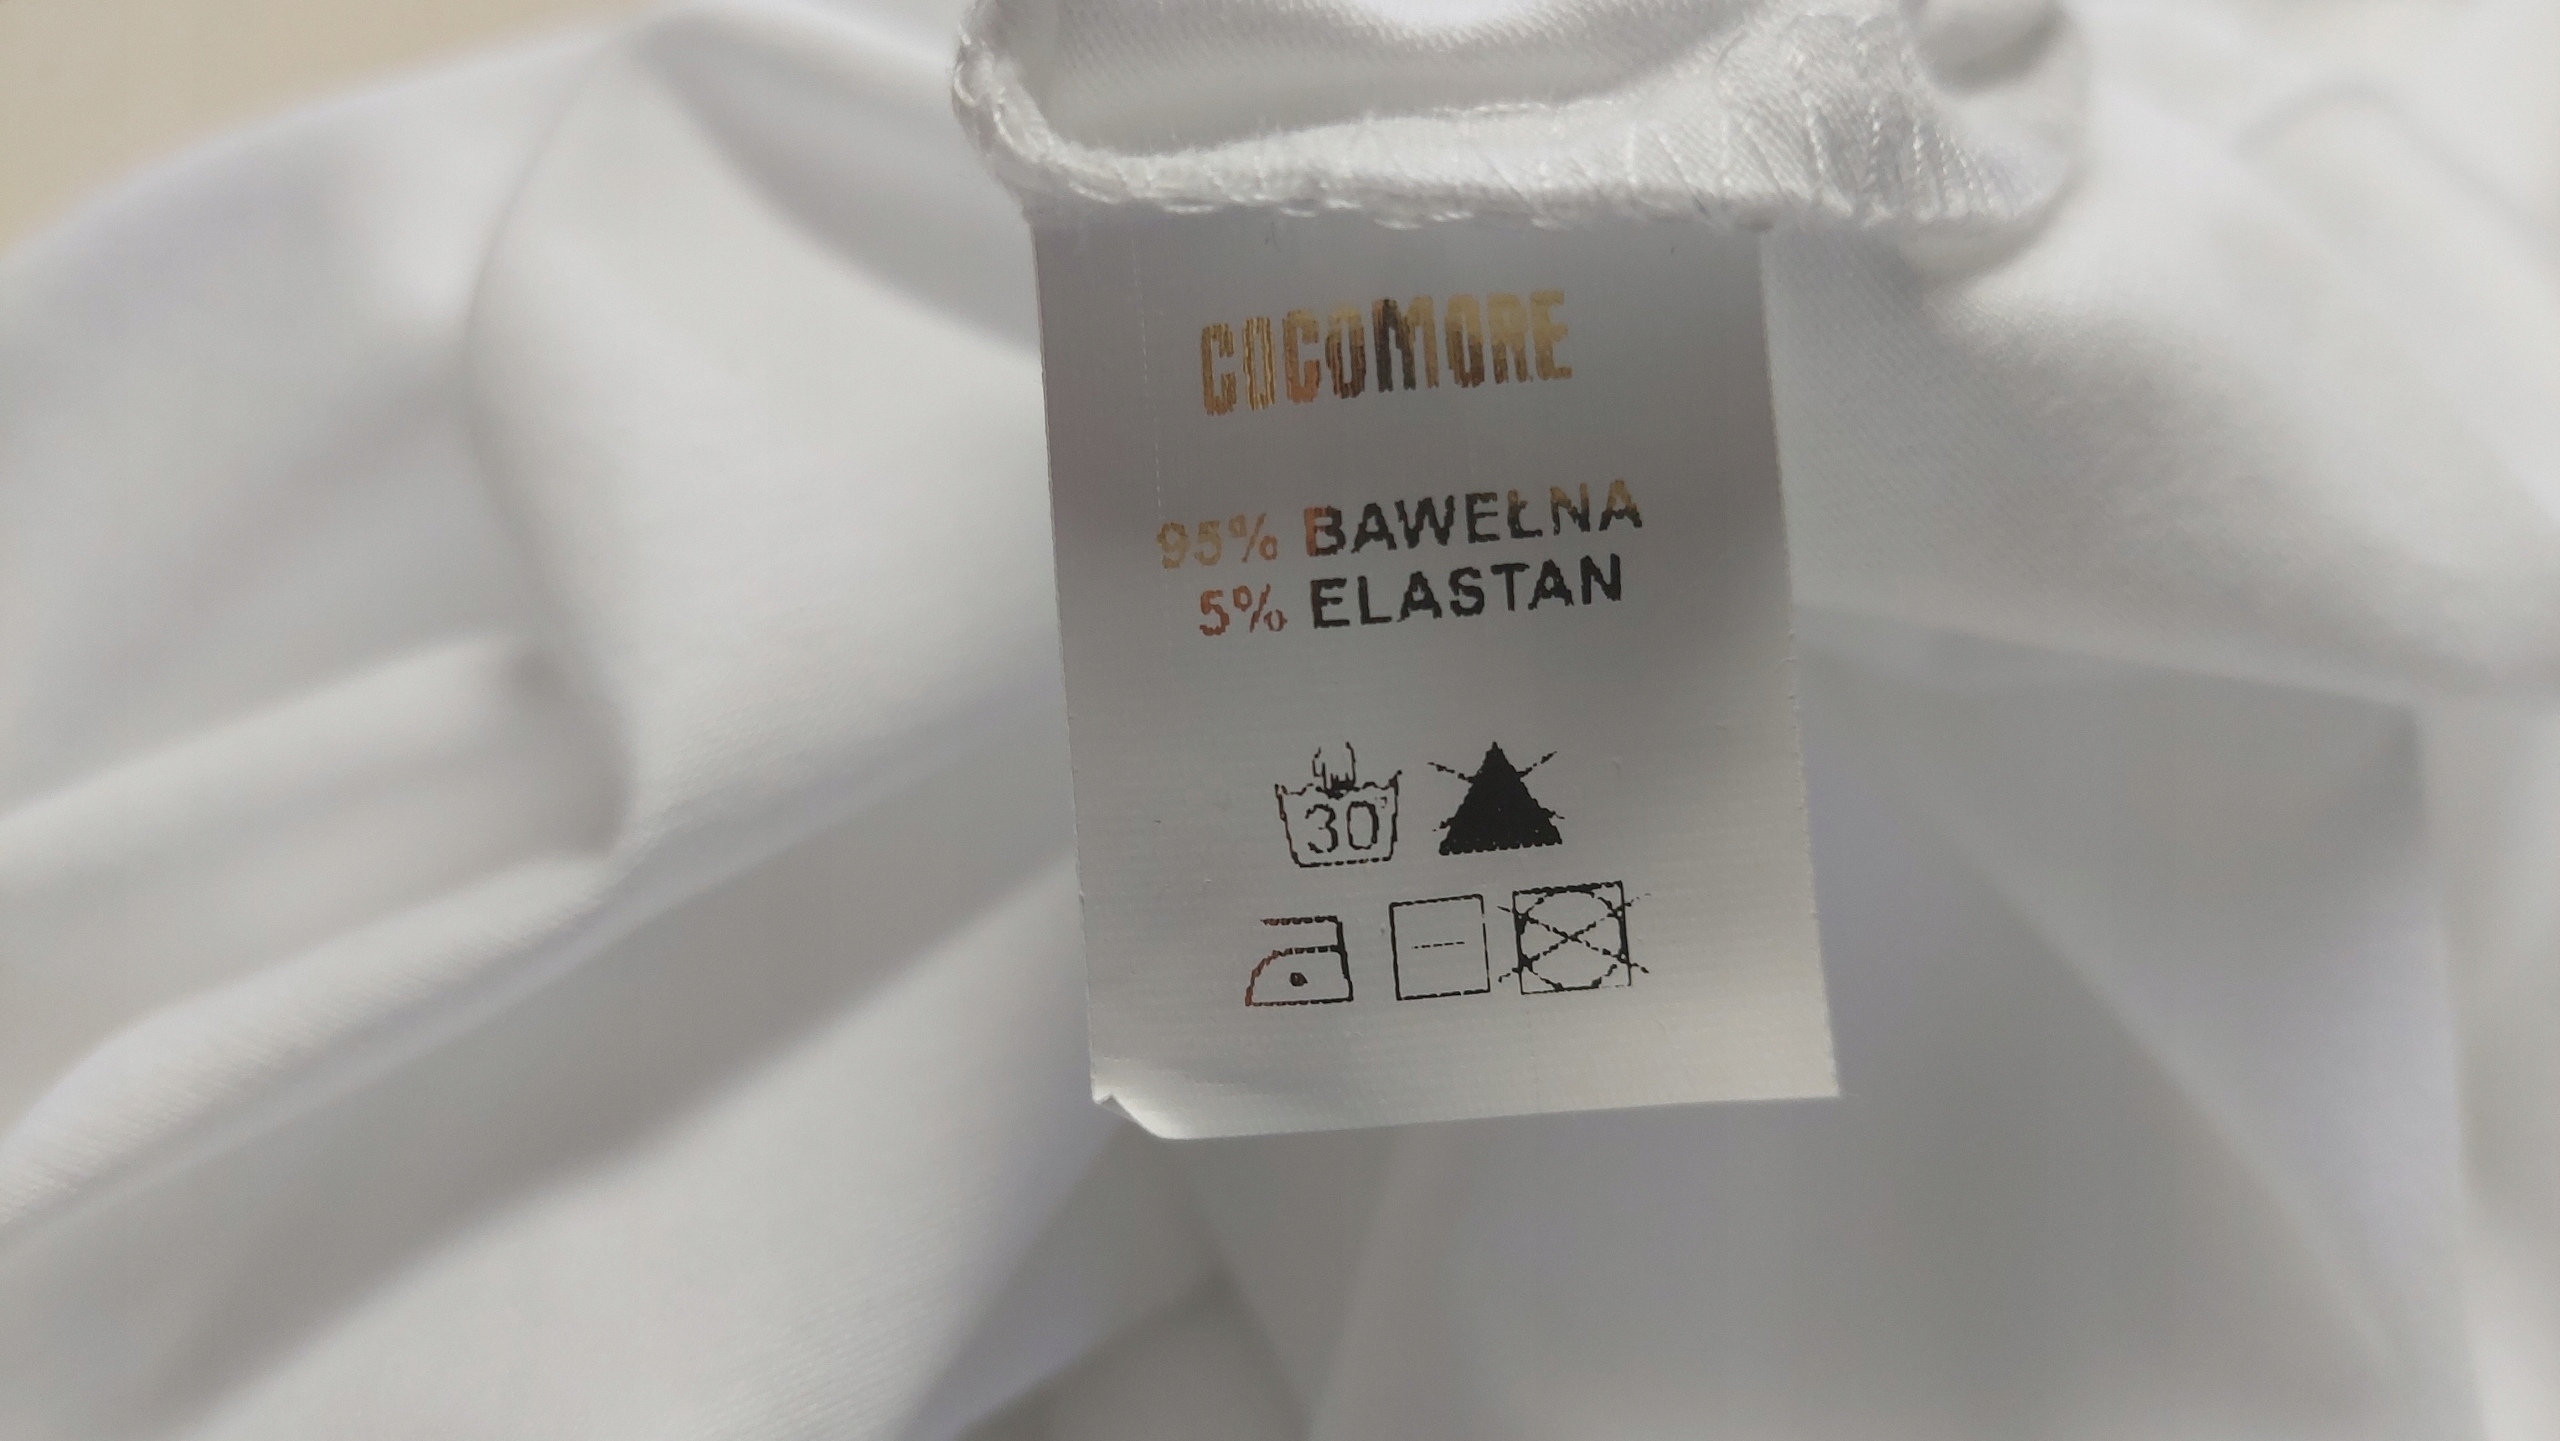 COCOMORE
95% BAWEŁNA
5% ELASTAN
30